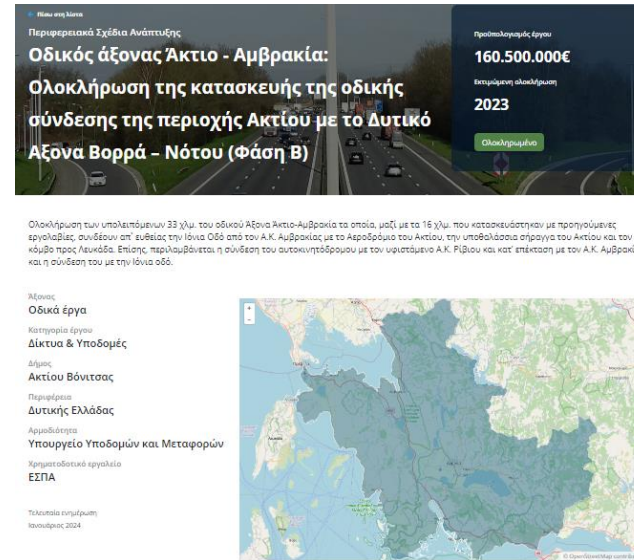 Πίσω στη λίστα
Περιφερειακά Σχέδια Ανάπτυξης
Οδικός άξονας Άκτιο - Αμβρακία:
Ολοκλήρωση της κατασκευής της οδικής
σύνδεσης της περιοχής Ακτίου με το Δυτικό
Άξονα Βορρά – Νότου (Φάση Β)
Προϋπολογισμός έργου
160.500.000€
Εκτιμώμενη ολοκλήρωση
2023
Ολοκληρωμένο
Ολοκλήρωση των υπολειπόμενων 33 χλμ. του οδικού Άξονα Άκτιο-Αμβρακία τα οποία, μαζί με τα 16 χλμ. που κατασκευάστηκαν με προηγούμενες
εργολαβίες, συνδέουν απ' ευθείας την Ιόνια Οδό από τον Α.Κ. Αμβρακίας με το Αεροδρόμιο του Ακτίου, την υποθαλάσσια σήραγγα του Ακτίου και τον
κόμβο προς Λευκάδα. Επίσης, περιλαμβάνεται η σύνδεση του αυτοκινητόδρομου με τον υφιστάμενο Α.Κ. Ρίβιου και κατ' επέκταση με τον Α.Κ. Αμβρακί
και η σύνδεση του με την Ιόνια οδό.
Άξονας
Οδικά έργα
Κατηγορία έργου
Δίκτυα & Υποδομές
Δήμος
Ακτίου Βόνιτσας
Περιφέρεια
Δυτικής Ελλάδας
Αρμοδιότητα
Υπουργείο Υποδομών και Μεταφορών
Χρηματοδοτικό εργαλείο
ΕΣΠΑ
Τελευταία ενημέρωση
Ιανουάριος 2024
+
−
© OpenStreetMap contrib